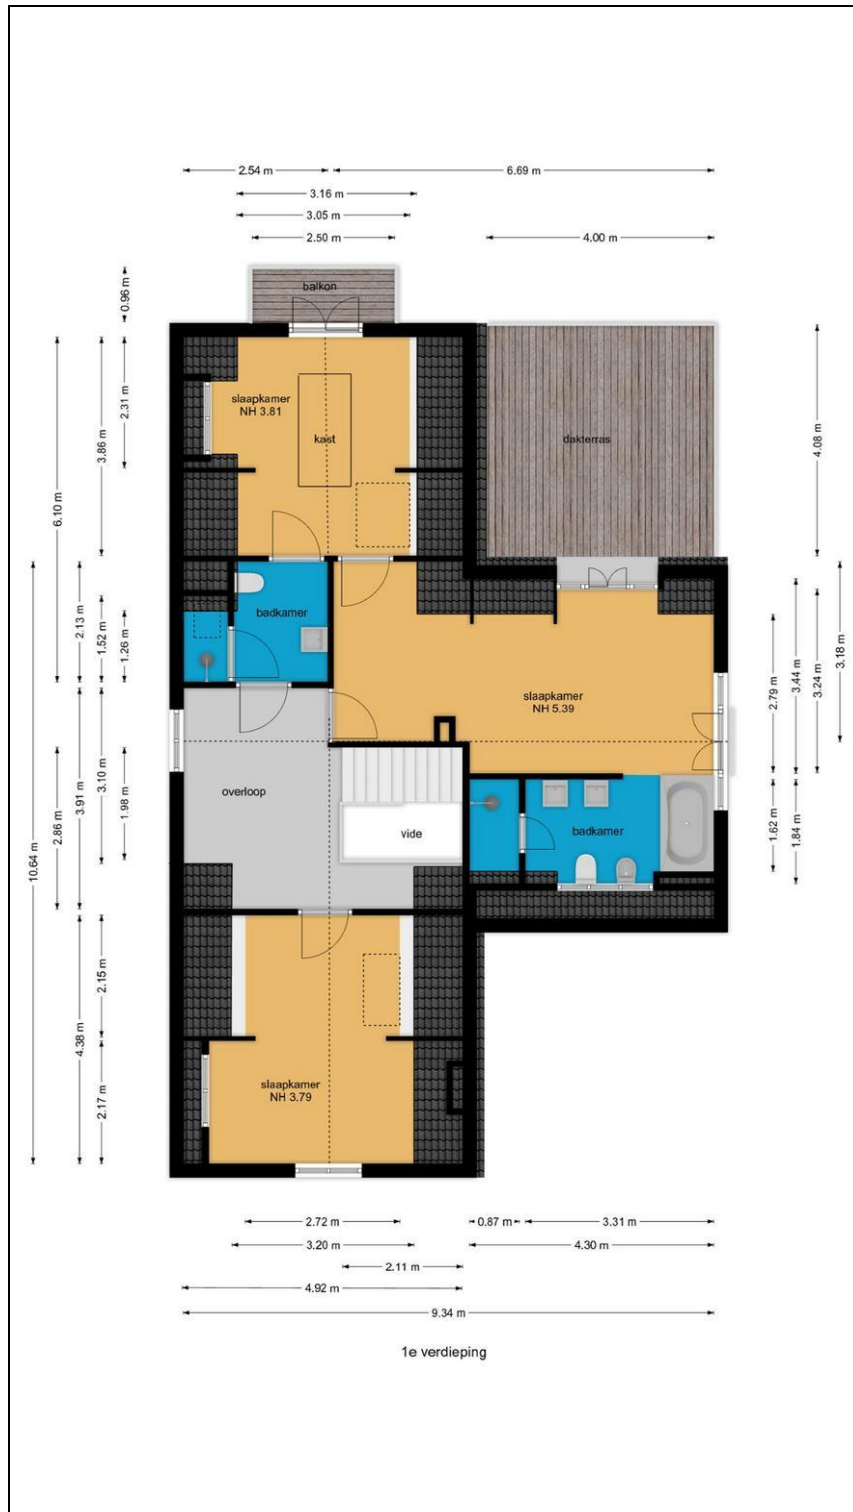 2.54 m
6.69 m
3.16 m
3.05 m
2.50 m
4.00 m
0.96 m
balkon
6.10 m
3.86 m
2.31 m
slaapkamer
NH 3.81
kast
dakterras
4.08 m
2.13 m
1.52 m
1.26 m
badkamer
slaapkamer
NH 5.39
2.79 m
3.44 m
3.24 m
3.18 m
10.64 m
3.91 m
2.86 m
3.10 m
1.98 m
overloop
vide
badkamer
1.62 m
1.84 m
4.38 m
2.15 m
2.17 m
slaapkamer
NH 3.79
2.72 m
0.87 m
3.31 m
3.20 m
4.30 m
2.11 m
4.92 m
9.34 m
1e verdieping